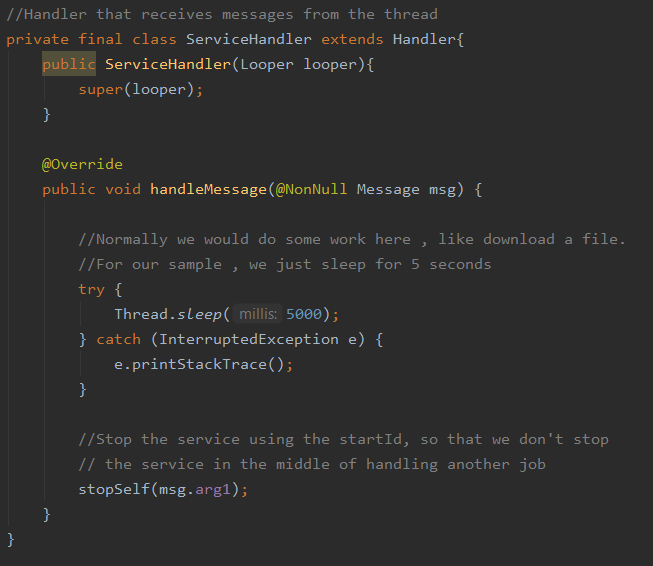 //Handler that receives messages from the thread
private final class ServiceHandler extends Handler{
public ServiceHandler(Looper looper){
super(looper);
}
@Override
public void handleMessage(@NonNull Message msg) {
//Normally we would do some work here , like download a file.
//For our sample , we just sleep for 5 seconds
try {
Thread.sleep( millis: 5000);
} catch (InterruptedException e) {
e.printStackTrace();
}
//Stop the service using the startId, so that we don't stop
// the service in the middle of handling another job
stopSelf(msg.arg1);
}
}